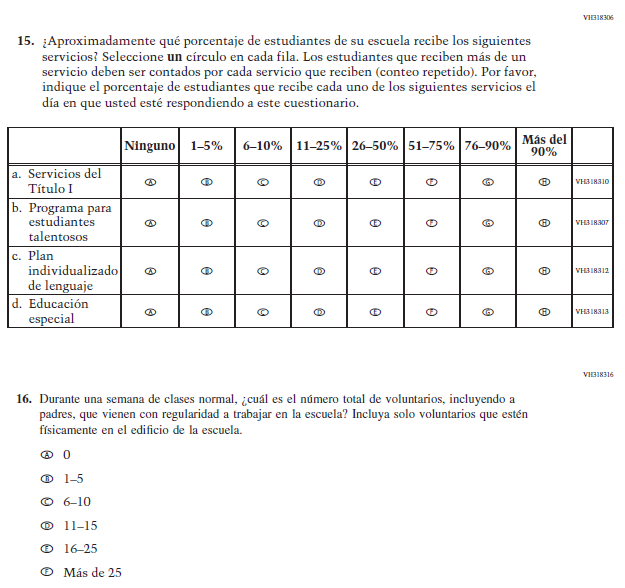 VH318306
15. ¿Aproximadamente qué porcentaje de estudiantes de su escuela recibe los siguientes
servicios? Seleccione un círculo en cada fila. Los estudiantes que reciben más de un
servicio deben ser contados por cada servicio que reciben (conteo repetido). Por favor,
indique el porcentaje de estudiantes que recibe cada uno de los siguientes servicios el
día en que usted esté respondiendo a este cuestionario.
Ninguno 1–5% 6–10% 11–25% 26–50% 51–75% 76–90% Más del
90%
a. Servicios del
Título I
A B C D E F G H VH318310
b. Programa para
estudiantes
talentosos
A B C D E F G H VH318307
c. Plan
individualizado
de lenguaje
A B C D E F G H VH318312
d. Educación
especial
A B C D E F G H VH318313
VH318316
16. Durante una semana de clases normal, ¿cuál es el número total de voluntarios, incluyendo a
padres, que vienen con regularidad a trabajar en la escuela? Incluya solo voluntarios que estén
físicamente en el edificio de la escuela.
A 0
B 1–5
C 6–10
D 11–15
E 16–25
F Más de 25